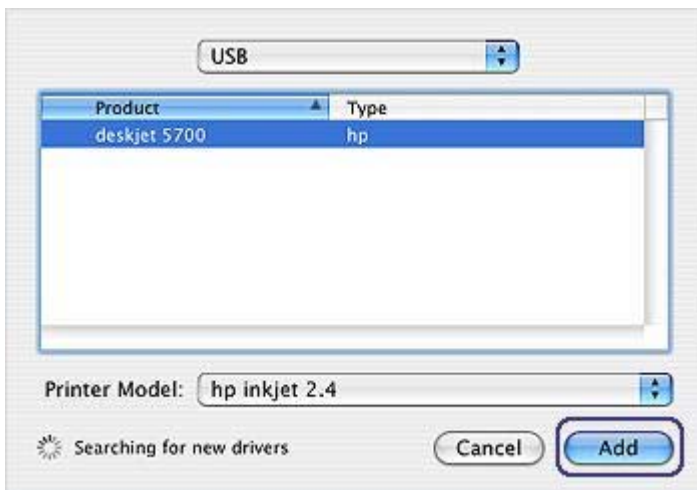 USB
Product Type
deskjet 5700 hp
Printer Model: hp inkjet 2.4
Searching for new drivers Cancel Add